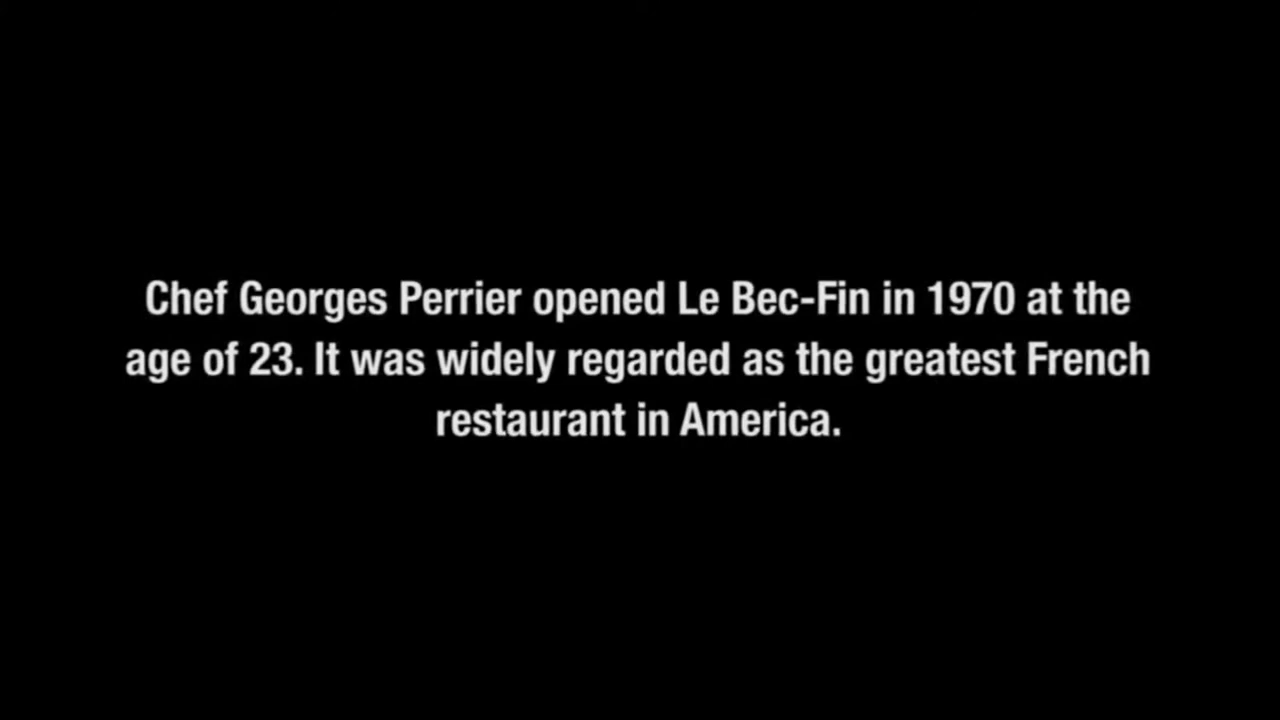 Chef Georges Perrier opened Le Bec-Fin in 1970 at the
age of 23. It was widely regarded as the greatest French
restaurant in America.